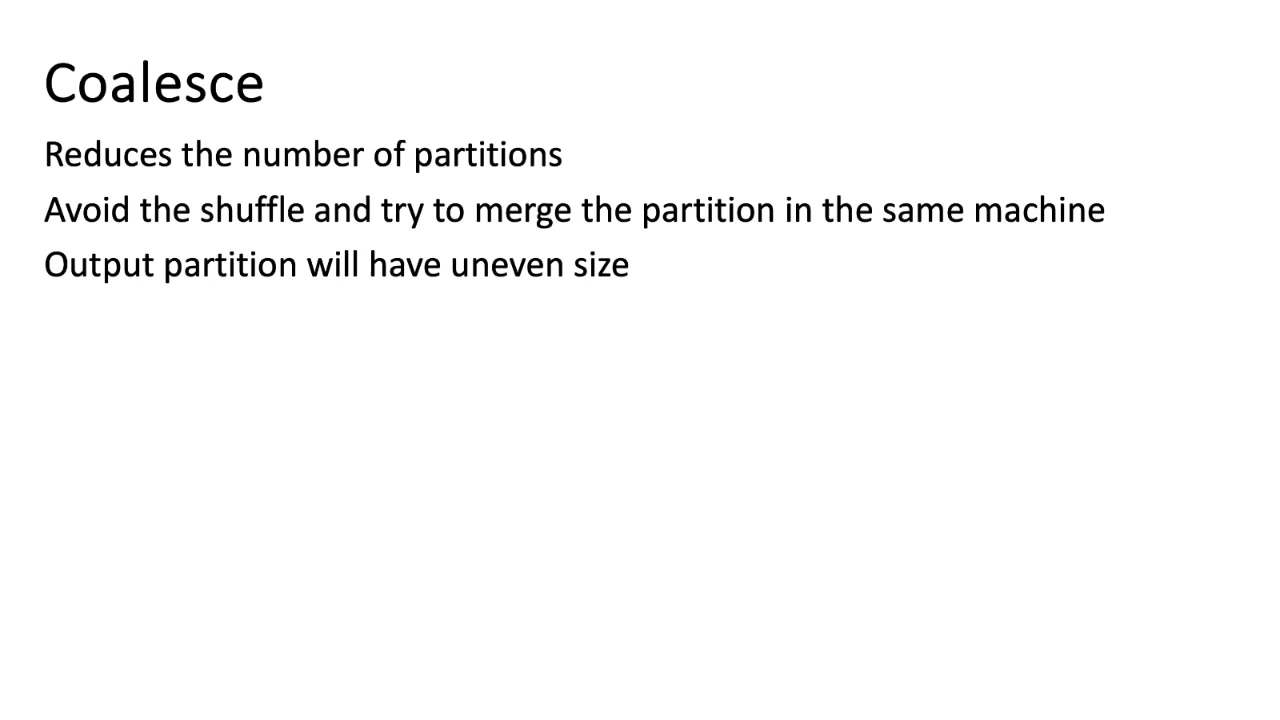 Coalesce
Reduces the number of partitions
Avoid the shuffle and try to merge the partition in the same machine
Output partition will have uneven size